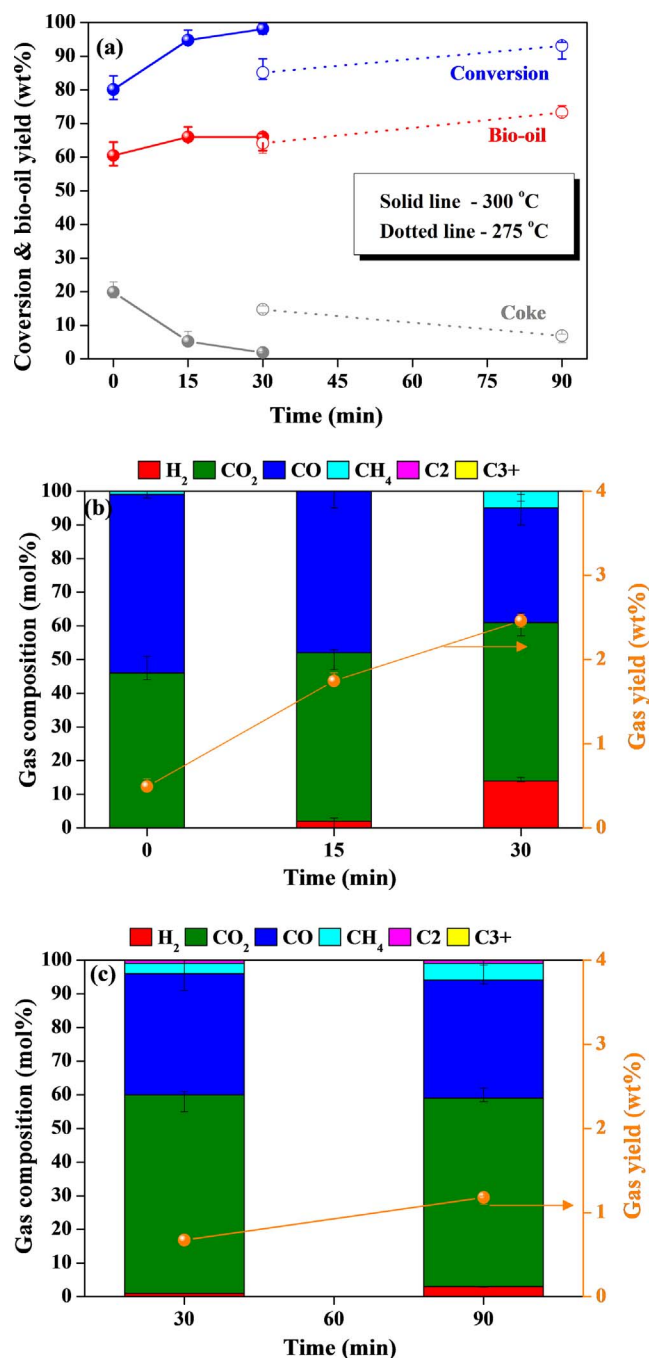 (a)
Conversion
Bio-oil
Solid line - 300 °C
Dotted line - 275 °C
Coke
Coversion & bio-oil yield (wt%)
100
90
80
70
60
50
40
30
20
10
0
0 15 30 45 60 75 90
Time (min)
H₂ CO₂ CO CH₄ C2 C3+
(b)
Gas composition (mol%)
100
90
80
70
60
50
40
30
20
10
0
4
3
2
1
0
Gas yield (wt%)
0 15 30
Time (min)
H₂ CO₂ CO CH₄ C2 C3+
(c)
Gas composition (mol%)
100
90
80
70
60
50
40
30
20
10
0
4
3
2
1
0
Gas yield (wt%)
30 60 90
Time (min)